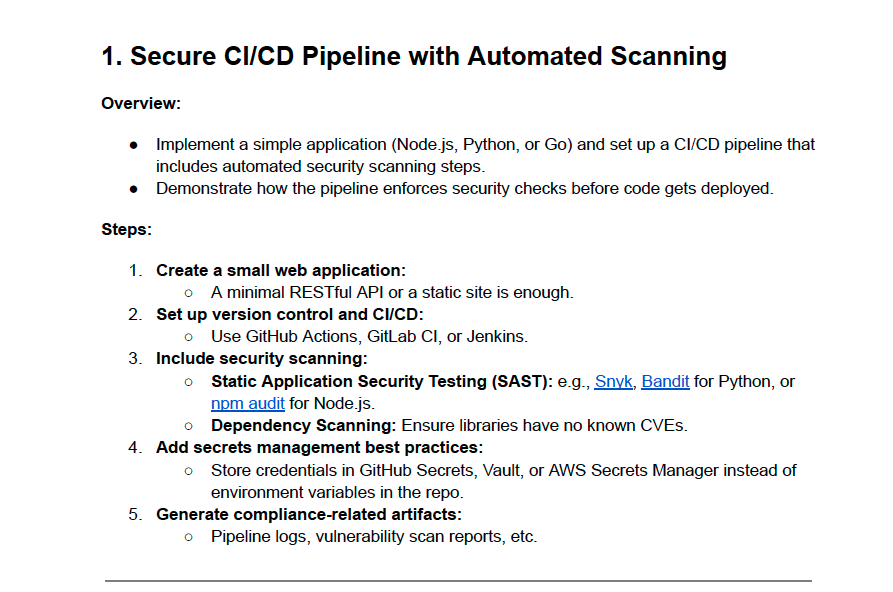 1. Secure CI/CD Pipeline with Automated Scanning
Overview:
● Implement a simple application (Node.js, Python, or Go) and set up a CI/CD pipeline that
includes automated security scanning steps.
● Demonstrate how the pipeline enforces security checks before code gets deployed.
Steps:
1. Create a small web application:
○ A minimal RESTful API or a static site is enough.
2. Set up version control and CI/CD:
○ Use GitHub Actions, GitLab CI, or Jenkins.
3. Include security scanning:
○ Static Application Security Testing (SAST): e.g., Snyk, Bandit for Python, or
npm audit for Node.js.
○ Dependency Scanning: Ensure libraries have no known CVEs.
4. Add secrets management best practices:
○ Store credentials in GitHub Secrets, Vault, or AWS Secrets Manager instead of
environment variables in the repo.
5. Generate compliance-related artifacts:
○ Pipeline logs, vulnerability scan reports, etc.